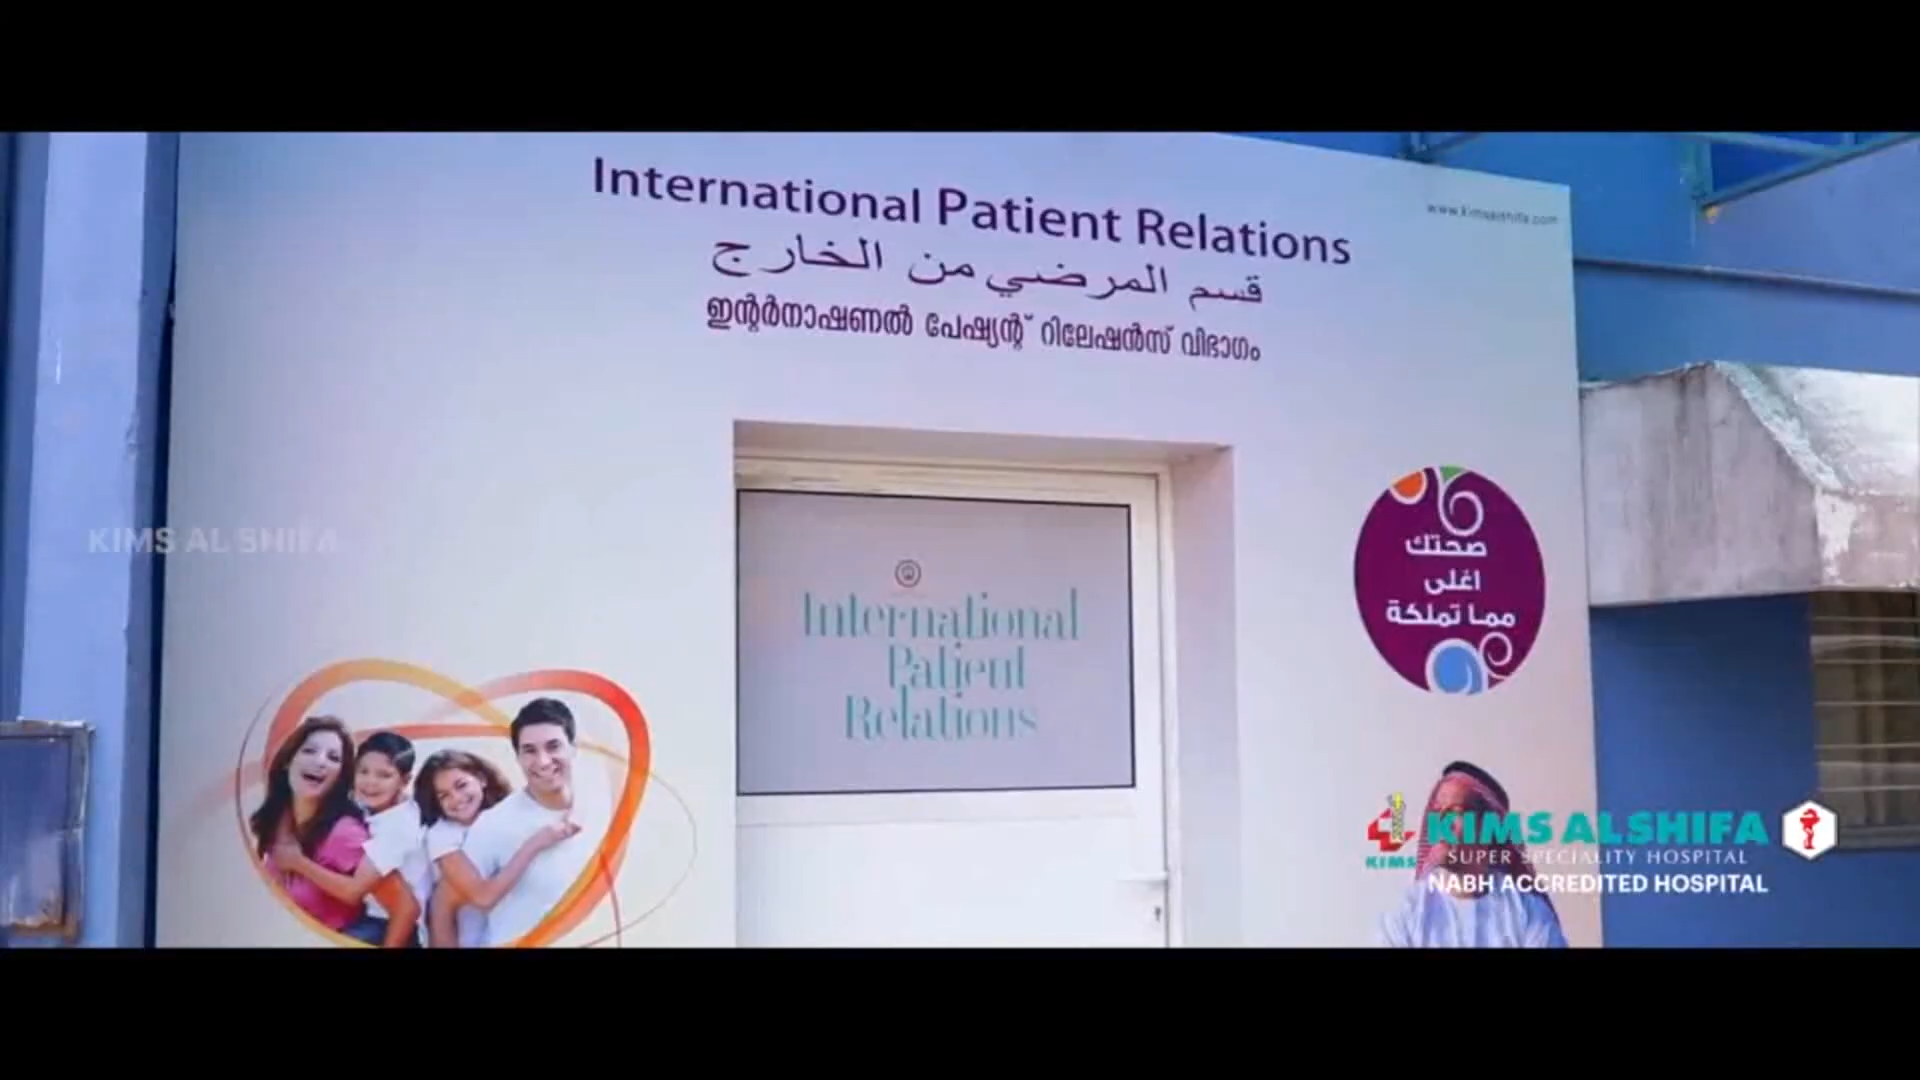 International Patient Relations
www.kimsalshifa.com
قسم المرضي من الخارج
ഇന്റർനാഷണൽ പേഷ്യന്റ് റിലേഷൻസ് വിഭാഗം
KIMS AL SHIFA
International
Patient
Relations
صحتك
اغلى
مما تملكة
KIMS
KIMS ALSHIFA
SUPER SPECIALITY HOSPITAL
NABH ACCREDITED HOSPITAL